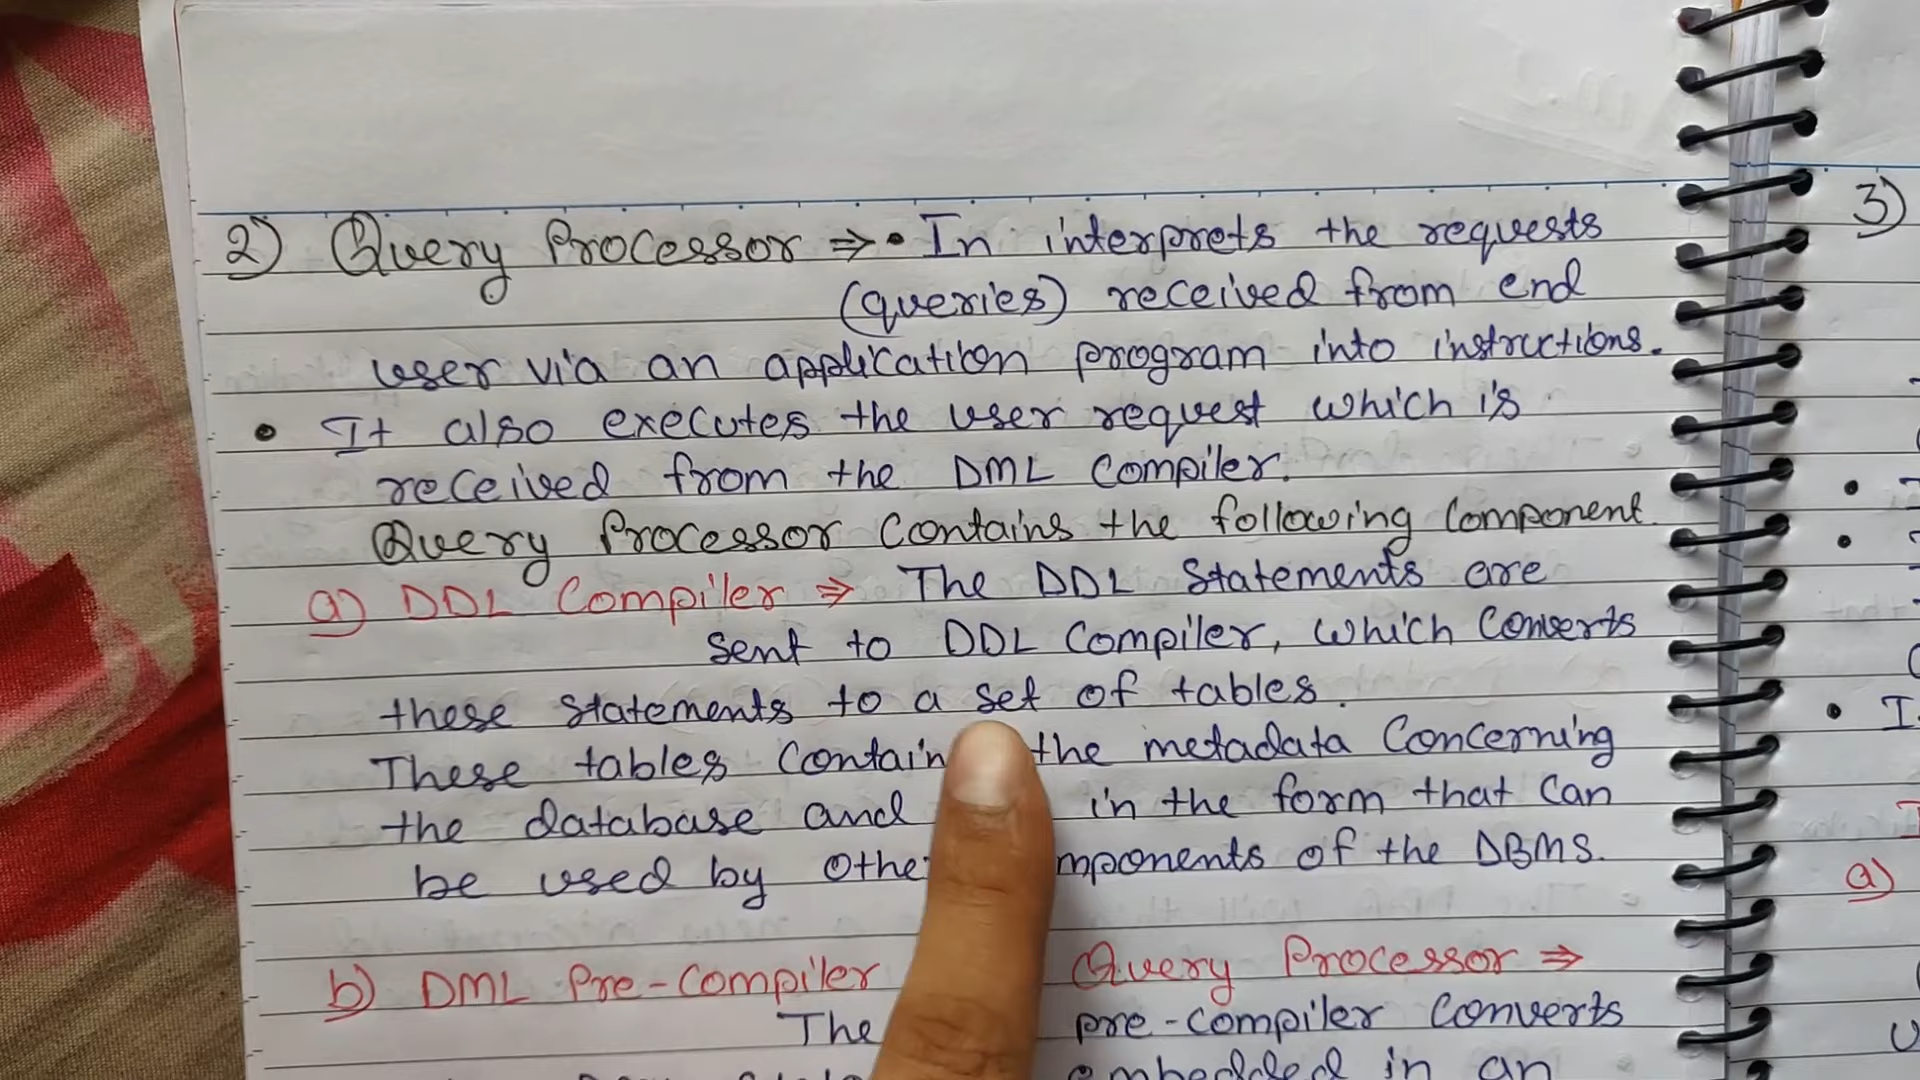 2) Query Processor ⇒ • In interprets the requests
(queries) received from end
user via an application program into instructions.
• It also executes the user request which is
received from the DML Compiler.
Query Processor Contains the following Component
a) DDL Compiler ⇒ The DDL Statements are
sent to DDL Compiler, which Converts
these statements to a set of tables.
These tables contain the metadata Concerning
the database and in the form that can
be used by othe mponents of the DBMS.
b) DML Pre-Compiler Query Processor ⇒
The pre-compiler converts
embedded in an
3)
a)